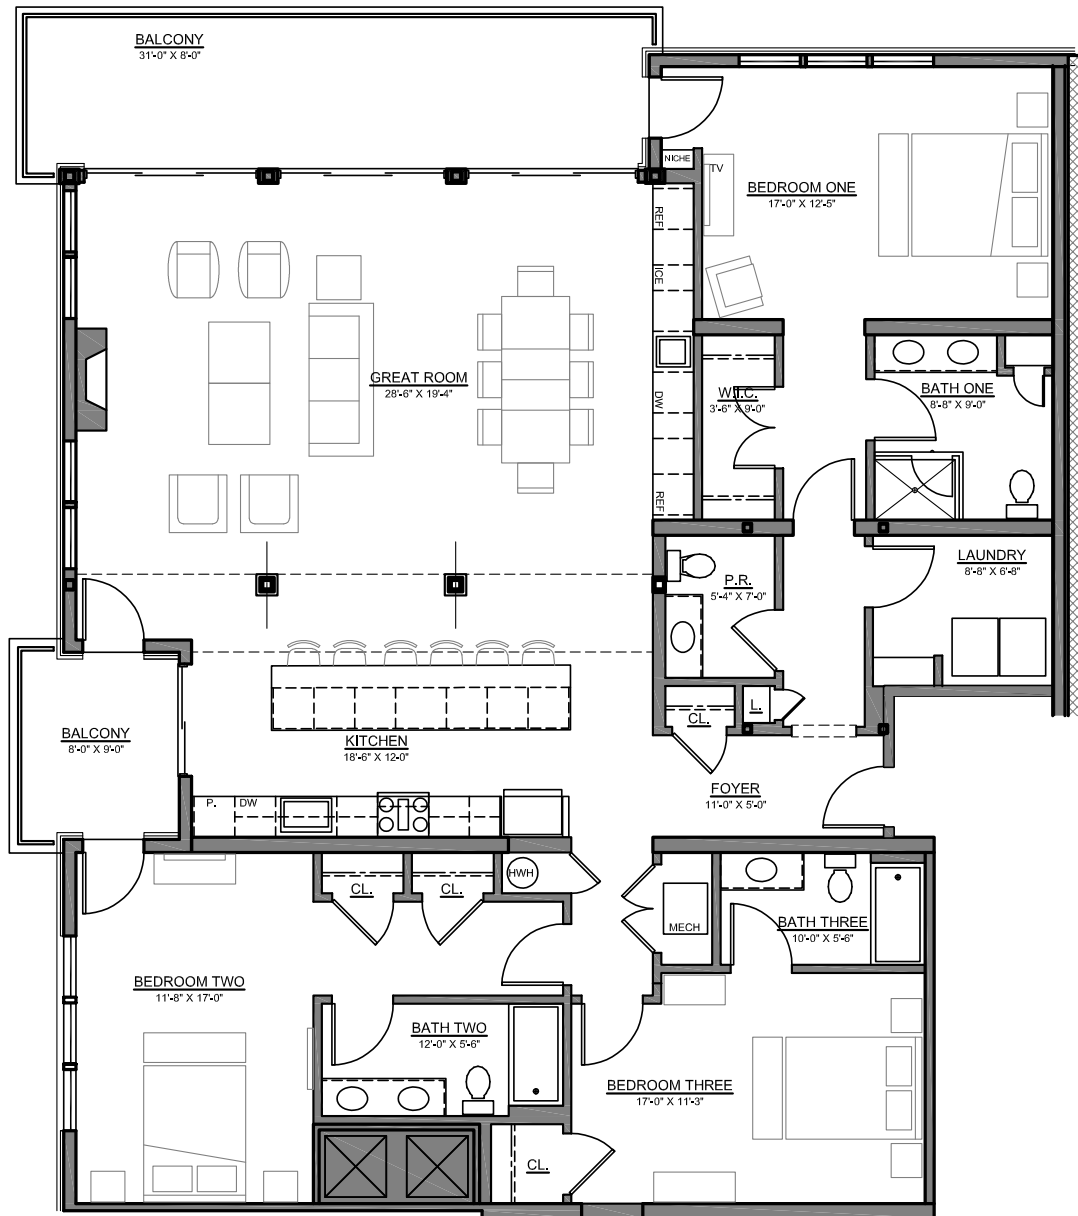 BALCONY
31'-0" X 8'-0"
NICHE
TV
BEDROOM ONE
17'-0" X 12'-5"
REF
ICE
GREAT ROOM
28'-6" X 19'-4"
DW
W.I.C.
3'-6" X 9'-0"
BATH ONE
8'-8" X 9'-0"
REF
LAUNDRY
8'-8" X 6'-8"
P.R.
5'-4" X 7'-0"
CL.
L.
BALCONY
8'-0" X 9'-0"
KITCHEN
18'-6" X 12'-0"
FOYER
11'-0" X 5'-0"
P.
DW
HWH
CL.
CL.
MECH
BATH THREE
10'-0" X 5'-6"
BEDROOM TWO
11'-8" X 17'-0"
BATH TWO
12'-0" X 5'-6"
BEDROOM THREE
17'-0" X 11'-3"
CL.